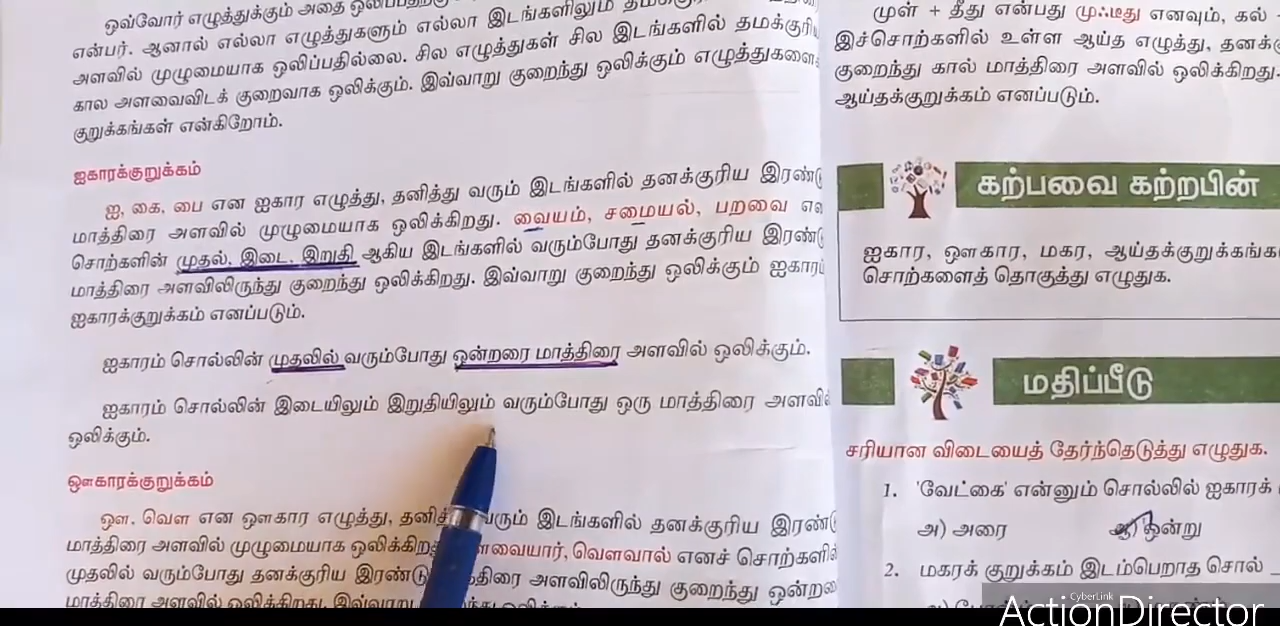 ஒவ்வோர் எழுத்துக்கும் அதை
என்பர். ஆனால் எல்லா எழுத்துகளும் எல்லா இடங்களிலும்
அளவில் முழுமையாக ஒலிப்பதில்லை. சில எழுத்துகள் சில இடங்களில் தமக்குரிய
கால அளவைவிடக் குறைவாக ஒலிக்கும். இவ்வாறு குறைந்து ஒலிக்கும் எழுத்துகளைக்
குறுக்கங்கள் என்கிறோம்.
ஐகாரக்குறுக்கம்
ஐ, கை, பை என ஐகார எழுத்து, தனித்து வரும் இடங்களில் தனக்குரிய இரண்டு
மாத்திரை அளவில் முழுமையாக ஒலிக்கிறது. வையம், சமையல், பறவை என
சொற்களின் முதல், இடை, இறுதி ஆகிய இடங்களில் வரும்போது தனக்குரிய இரண்டு
மாத்திரை அளவிலிருந்து குறைந்து ஒலிக்கிறது. இவ்வாறு குறைந்து ஒலிக்கும் ஐகாரம்
ஐகாரக்குறுக்கம் எனப்படும்.
ஐகாரம் சொல்லின் முதலில் வரும்போது ஒன்றரை மாத்திரை அளவில் ஒலிக்கும்.
ஐகாரம் சொல்லின் இடையிலும் இறுதியிலும் வரும்போது ஒரு மாத்திரை அளவில்
ஒலிக்கும்.
ஔகாரக்குறுக்கம்
ஔ, வௌ என ஔகார எழுத்து, தனித் வரும் இடங்களில் தனக்குரிய இரண்டு
மாத்திரை அளவில் முழுமையாக ஒலிக்கிற வையார், வௌவால் எனச் சொற்களின்
முதலில் வரும்போது தனக்குரிய இரண்டு அளவிலிருந்து குறைந்து ஒன்றரை
மாத்திரை அளவில் ஒலிக்கிறது. இவ்வாறு
முள் + தீது என்பது முஃடீது எனவும், கல்
இச்சொற்களில் உள்ள ஆய்த எழுத்து, தனக்கு
குறைந்து கால் மாத்திரை அளவில் ஒலிக்கிறது.
ஆய்தக்குறுக்கம் எனப்படும்.
கற்பவை கற்றபின்
ஐகார, ஔகார, மகர, ஆய்தக்குறுக்கங்க
சொற்களைத் தொகுத்து எழுதுக.
மதிப்பீடு
சரியான விடையைத் தேர்ந்தெடுத்து எழுதுக.
1. 'வேட்கை' என்னும் சொல்லில் ஐகாரக்
அ) அரை ஆ) ஒன்று
2. மகரக் குறுக்கம் இடம்பெறாத சொல்
CyberLink
ActionDirector